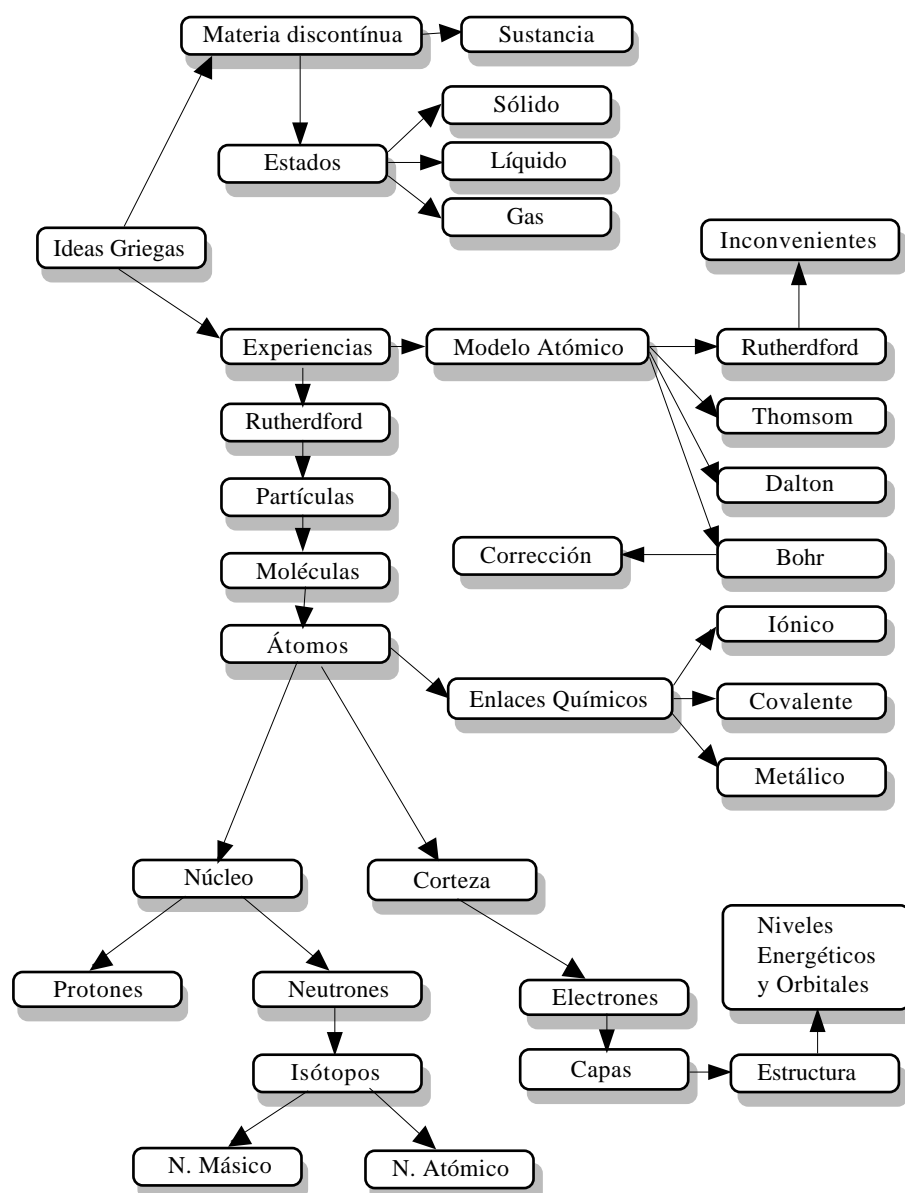 Materia discontínua
Sustancia
Sólido
Estados
Líquido
Gas
Ideas Griegas
Inconvenientes
Experiencias
Modelo Atómico
Rutherdford
Rutherdford
Thomsom
Partículas
Dalton
Moléculas
Corrección
Bohr
Átomos
Iónico
Enlaces Químicos
Covalente
Metálico
Núcleo
Corteza
Niveles
Energéticos
y Orbitales
Protones
Neutrones
Electrones
Isótopos
Capas
Estructura
N. Másico
N. Atómico